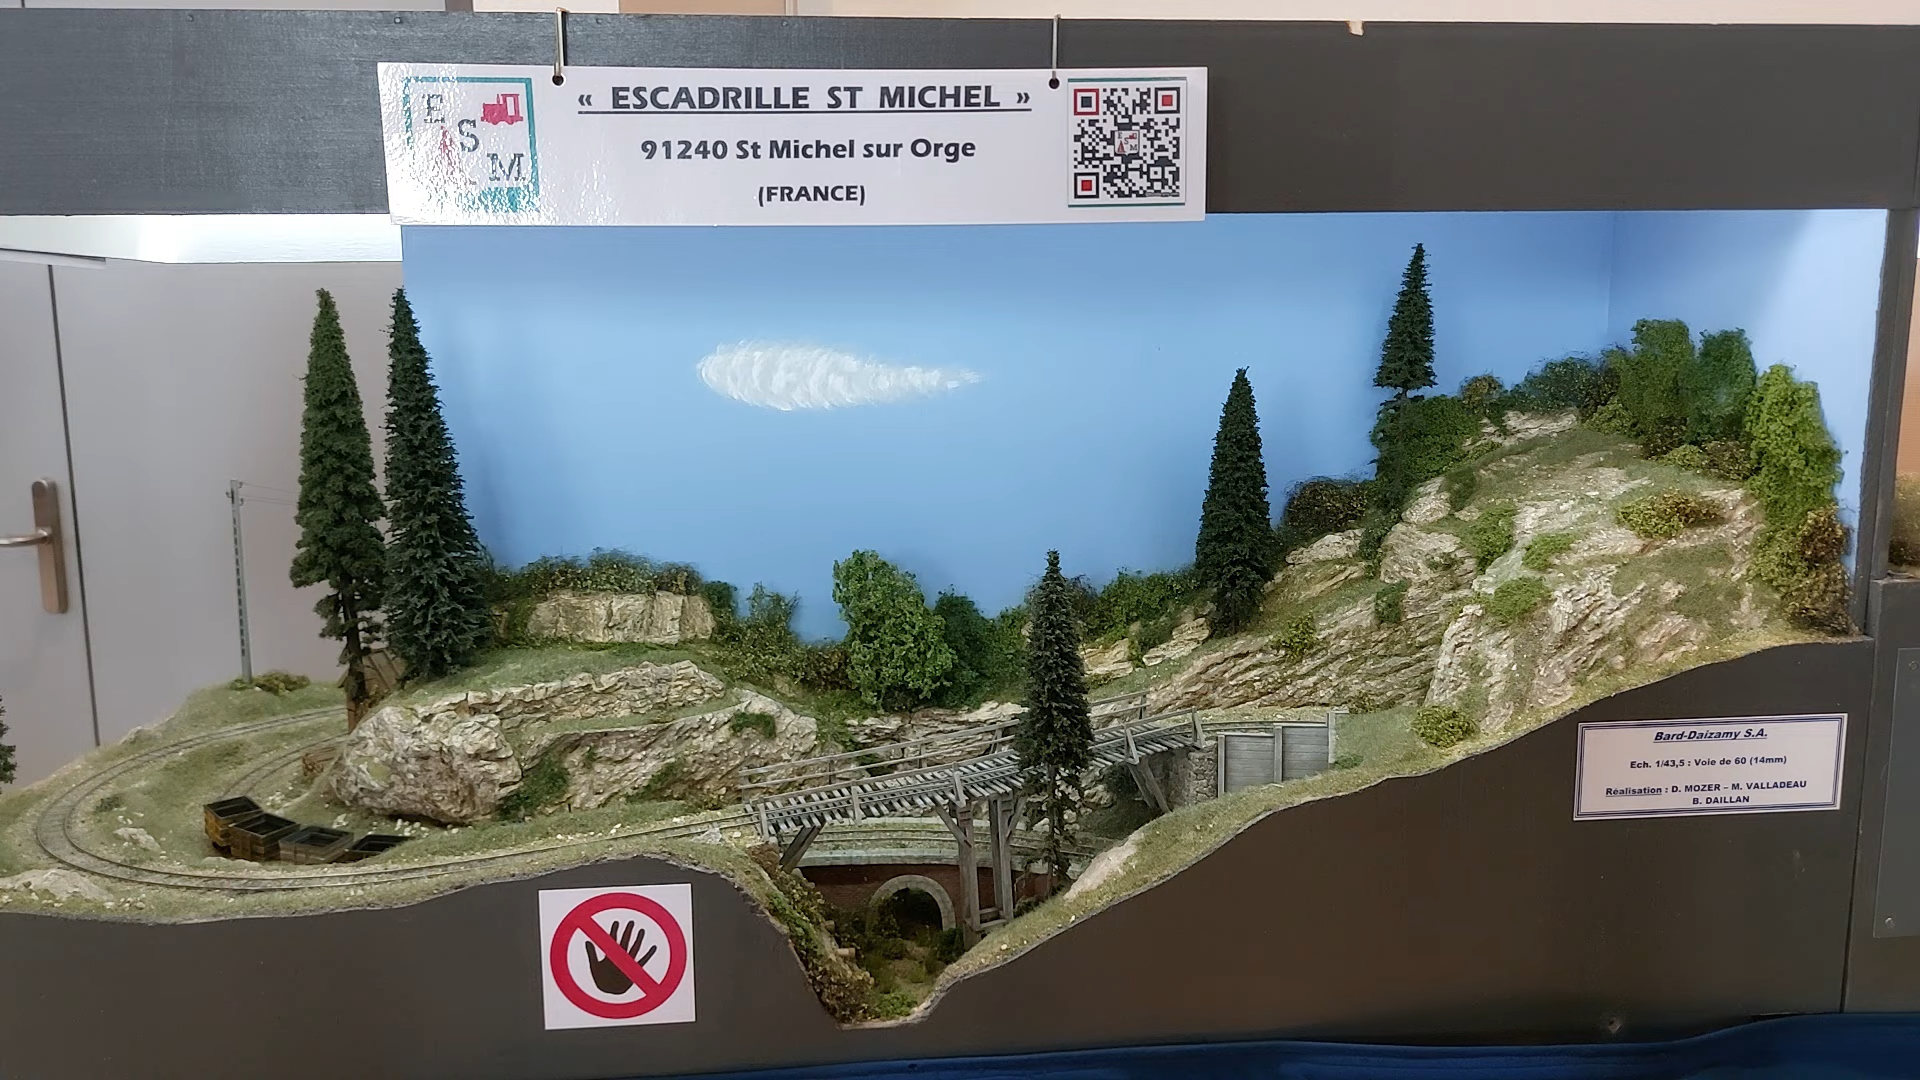 E
S
M
« ESCADRILLE ST MICHEL »
91240 St Michel sur Orge
(FRANCE)
Bard-Daizamy S.A.
Ech. 1/43,5 : Voie de 60 (14mm)
Réalisation : D. MOZER – M. VALLADEAU
B. DAILLAN